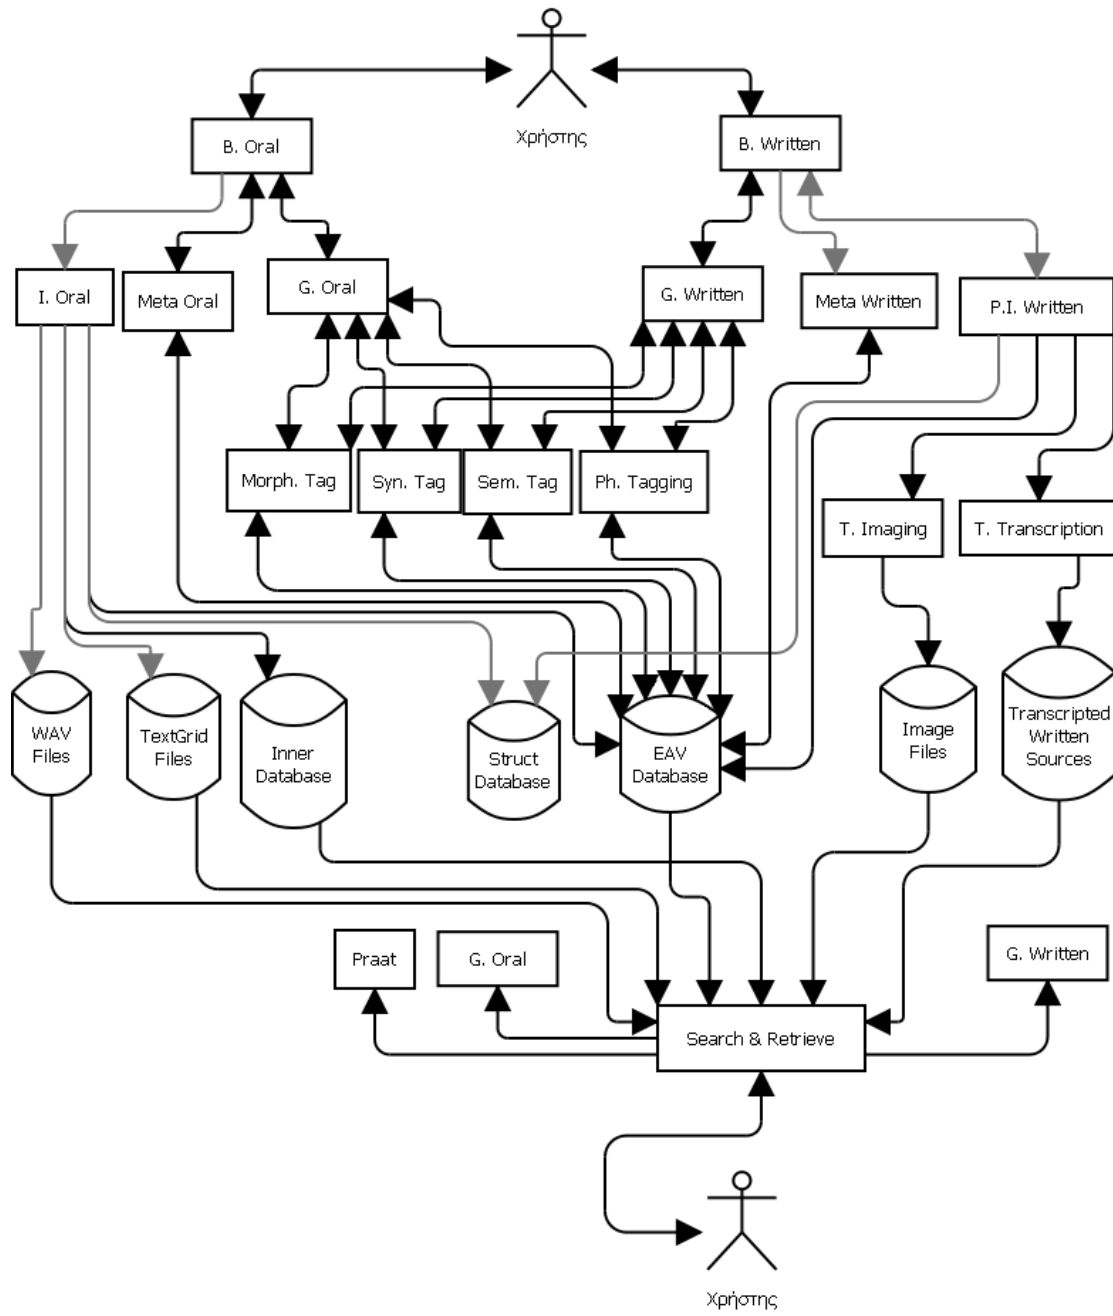 Χρήστης
B. Oral
B. Written
I. Oral
Meta Oral
G. Oral
G. Written
Meta Written
P.I. Written
Morph. Tag
Syn. Tag
Sem. Tag
Ph. Tagging
T. Imaging
T. Transcription
WAV
Files
TextGrid
Files
Inner
Database
Struct
Database
EAV
Database
Image
Files
Transcripted
Written
Sources
Praat
G. Oral
G. Written
Search & Retrieve
Χρήστης